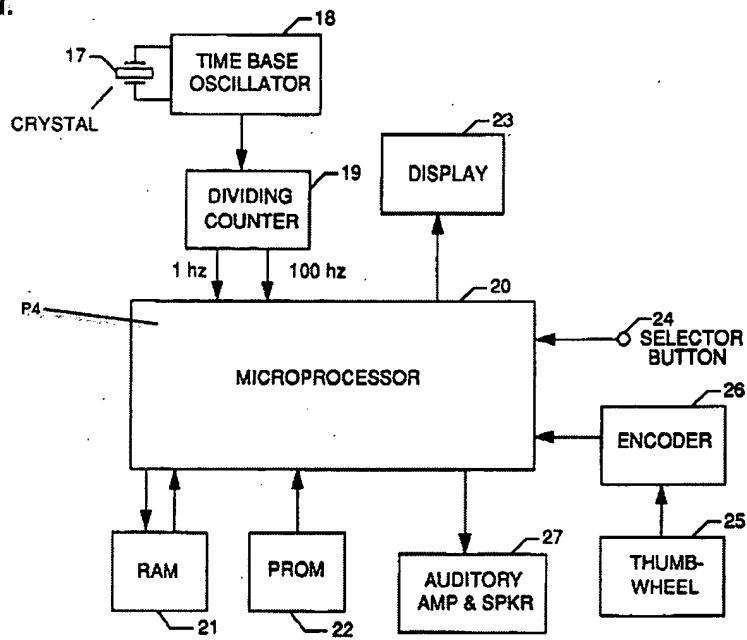 18
17
TIME BASE
OSCILLATOR
CRYSTAL
23
19
DISPLAY
DIVIDING
COUNTER
1 hz
100 hz
20
P.4
24
SELECTOR
BUTTON
MICROPROCESSOR
26
ENCODER
25
27
RAM
PROM
THUMB-
WHEEL
AUDITORY
AMP & SPKR
21
22